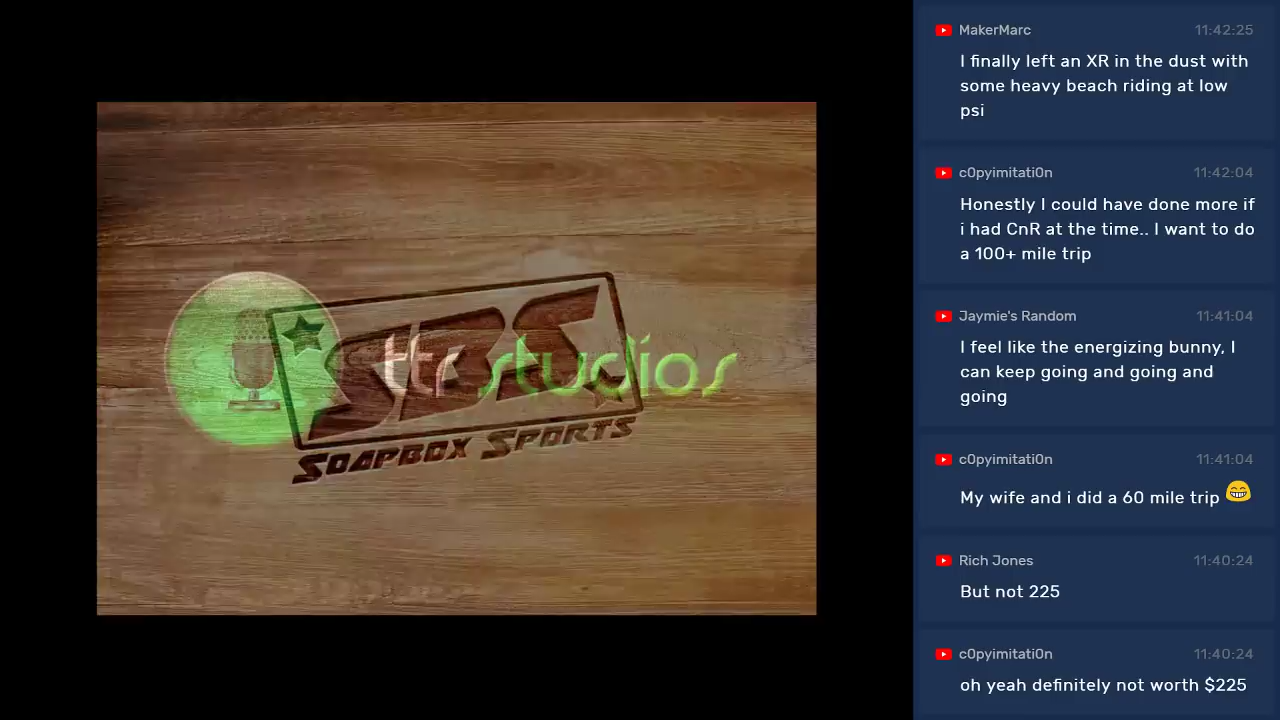 SBS
ttr studios
SOAPBOX SPORTS
MakerMarc 11:42:25
I finally left an XR in the dust with
some heavy beach riding at low
psi
c0pyimitati0n 11:42:04
Honestly I could have done more if
i had CnR at the time.. I want to do
a 100+ mile trip
Jaymie's Random 11:41:04
I feel like the energizing bunny, I
can keep going and going and
going
c0pyimitati0n 11:41:04
My wife and i did a 60 mile trip 😁
Rich Jones 11:40:24
But not 225
c0pyimitati0n 11:40:24
oh yeah definitely not worth $225